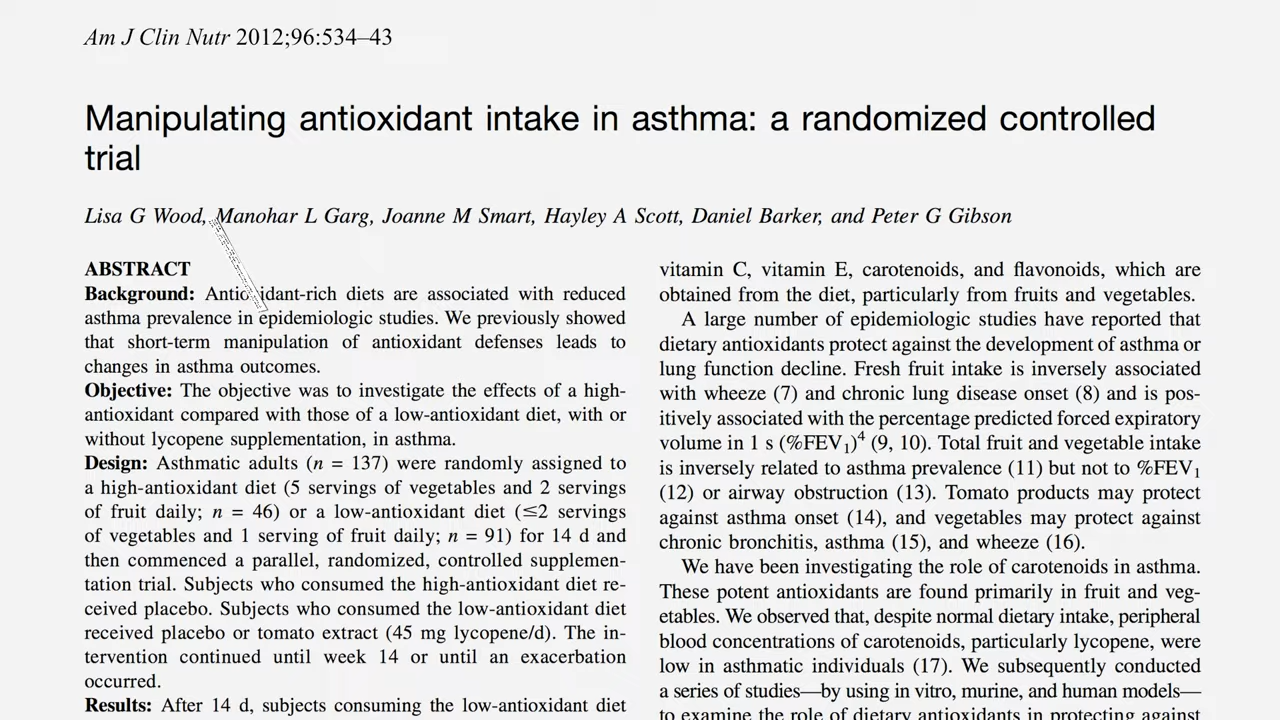 Am J Clin Nutr 2012;96:534–43
Manipulating antioxidant intake in asthma: a randomized controlled
trial
Lisa G Wood, Manohar L Garg, Joanne M Smart, Hayley A Scott, Daniel Barker, and Peter G Gibson
ABSTRACT
Background: Antioxidant-rich diets are associated with reduced
asthma prevalence in epidemiologic studies. We previously showed
that short-term manipulation of antioxidant defenses leads to
changes in asthma outcomes.
Objective: The objective was to investigate the effects of a high-
antioxidant compared with those of a low-antioxidant diet, with or
without lycopene supplementation, in asthma.
Design: Asthmatic adults (n = 137) were randomly assigned to
a high-antioxidant diet (5 servings of vegetables and 2 servings
of fruit daily; n = 46) or a low-antioxidant diet (≤2 servings
of vegetables and 1 serving of fruit daily; n = 91) for 14 d and
then commenced a parallel, randomized, controlled supplemen-
tation trial. Subjects who consumed the high-antioxidant diet re-
ceived placebo. Subjects who consumed the low-antioxidant diet
received placebo or tomato extract (45 mg lycopene/d). The in-
tervention continued until week 14 or until an exacerbation
occurred.
Results: After 14 d, subjects consuming the low-antioxidant diet
vitamin C, vitamin E, carotenoids, and flavonoids, which are
obtained from the diet, particularly from fruits and vegetables.
A large number of epidemiologic studies have reported that
dietary antioxidants protect against the development of asthma or
lung function decline. Fresh fruit intake is inversely associated
with wheeze (7) and chronic lung disease onset (8) and is pos-
itively associated with the percentage predicted forced expiratory
volume in 1 s (%FEV₁)⁴ (9, 10). Total fruit and vegetable intake
is inversely related to asthma prevalence (11) but not to %FEV₁
(12) or airway obstruction (13). Tomato products may protect
against asthma onset (14), and vegetables may protect against
chronic bronchitis, asthma (15), and wheeze (16).
We have been investigating the role of carotenoids in asthma.
These potent antioxidants are found primarily in fruit and veg-
etables. We observed that, despite normal dietary intake, peripheral
blood concentrations of carotenoids, particularly lycopene, were
low in asthmatic individuals (17). We subsequently conducted
a series of studies—by using in vitro, murine, and human models—
to examine the role of dietary antioxidants in protecting against